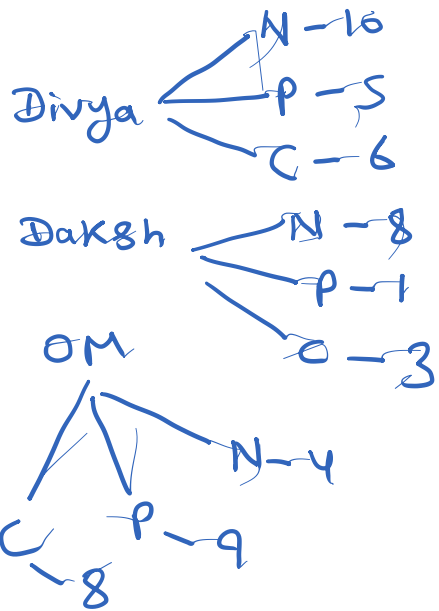 N - 10
Divya P - 5
C - 6
Daksh N - 8
P - 1
O - 3
OM
N - 4
C - 8 P - 9